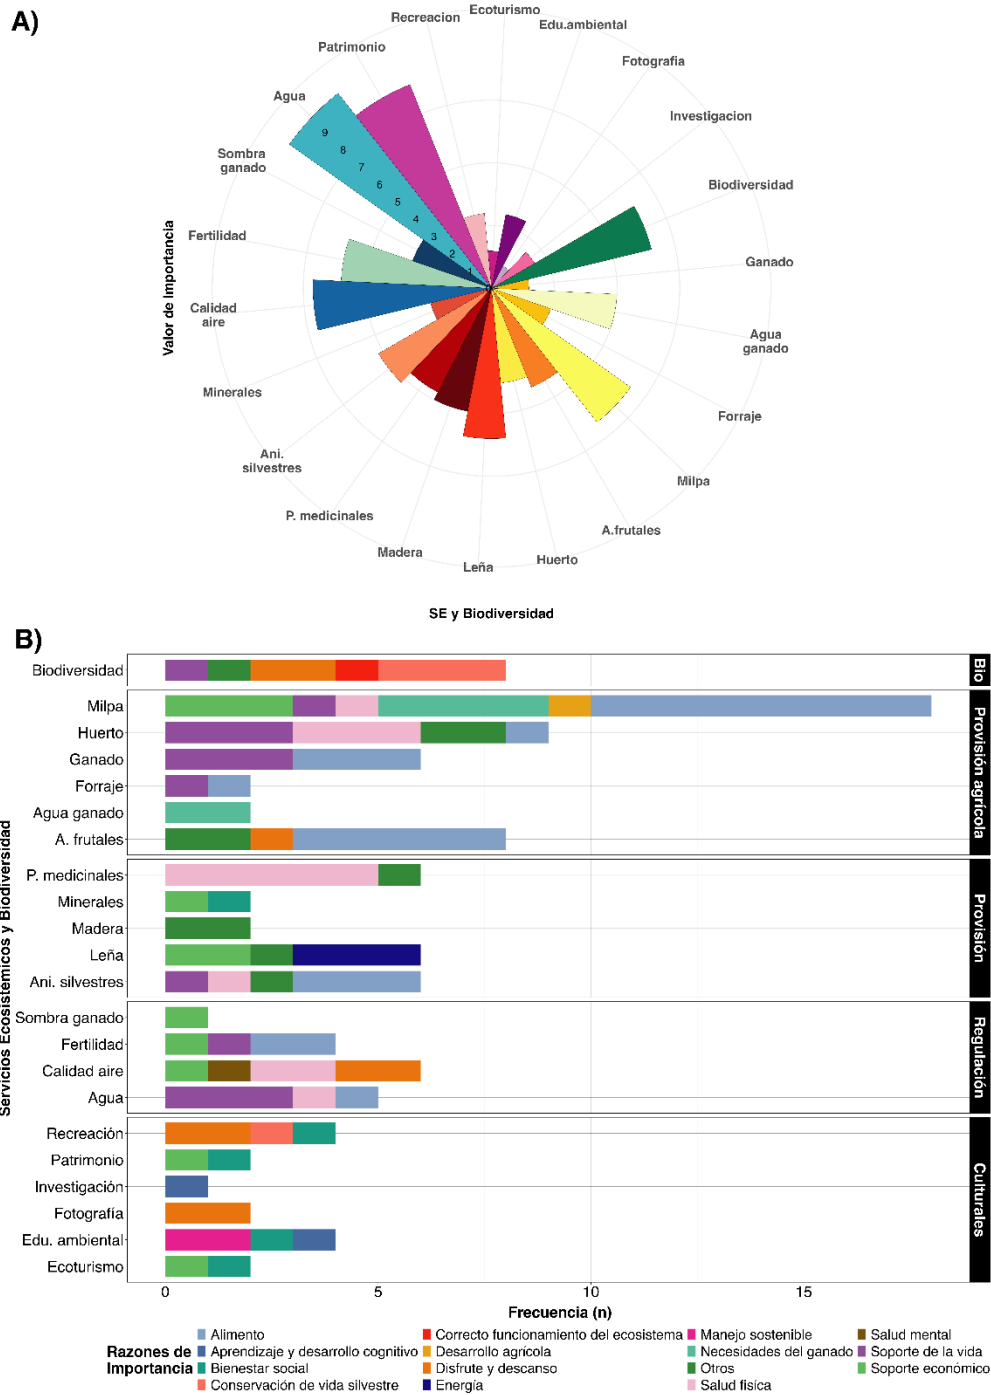 A)
Ecoturismo
Recreacion
Edu.ambiental
Patrimonio
Fotografia
Agua
Investigacion
Sombra
ganado
Biodiversidad
Fertilidad
Ganado
Calidad
aire
Agua
ganado
Minerales
Forraje
Ani.
silvestres
Milpa
P. medicinales
A.frutales
Madera
Huerto
Leña
9
8
7
6
5
4
3
2
1
Valor de Importancia
SE y Biodiversidad
B)
Servicios Ecosistémicos y Biodiversidad
Biodiversidad
Bio
Milpa
Huerto
Ganado
Forraje
Agua ganado
A. frutales
Provisión agrícola
P. medicinales
Minerales
Madera
Leña
Ani. silvestres
Provisión
Sombra ganado
Fertilidad
Calidad aire
Agua
Regulación
Recreación
Patrimonio
Investigación
Fotografía
Edu. ambiental
Ecoturismo
Culturales
0 5 10 15
Frecuencia (n)
Razones de
Importancia
Alimento
Aprendizaje y desarrollo cognitivo
Bienestar social
Conservación de vida silvestre
Correcto funcionamiento del ecosistema
Desarrollo agrícola
Disfrute y descanso
Energía
Manejo sostenible
Necesidades del ganado
Otros
Salud fisíca
Salud mental
Soporte de la vida
Soporte económico